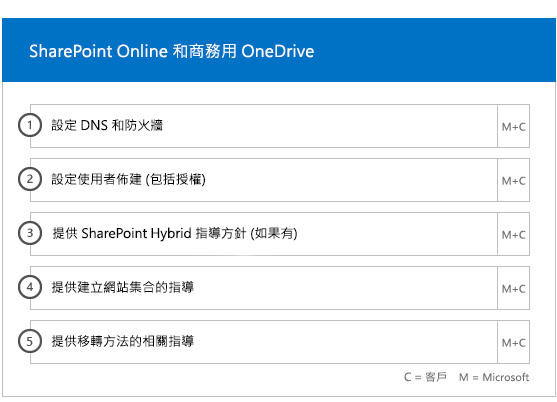 SharePoint Online 和商務用 OneDrive
1 設定 DNS 和防火牆 M+C
2 設定使用者佈建 (包括授權) M+C
3 提供 SharePoint Hybrid 指導方針 (如果有) M+C
4 提供建立網站集合的指導 M+C
5 提供移轉方法的相關指導 M+C
C = 客戶 M = Microsoft